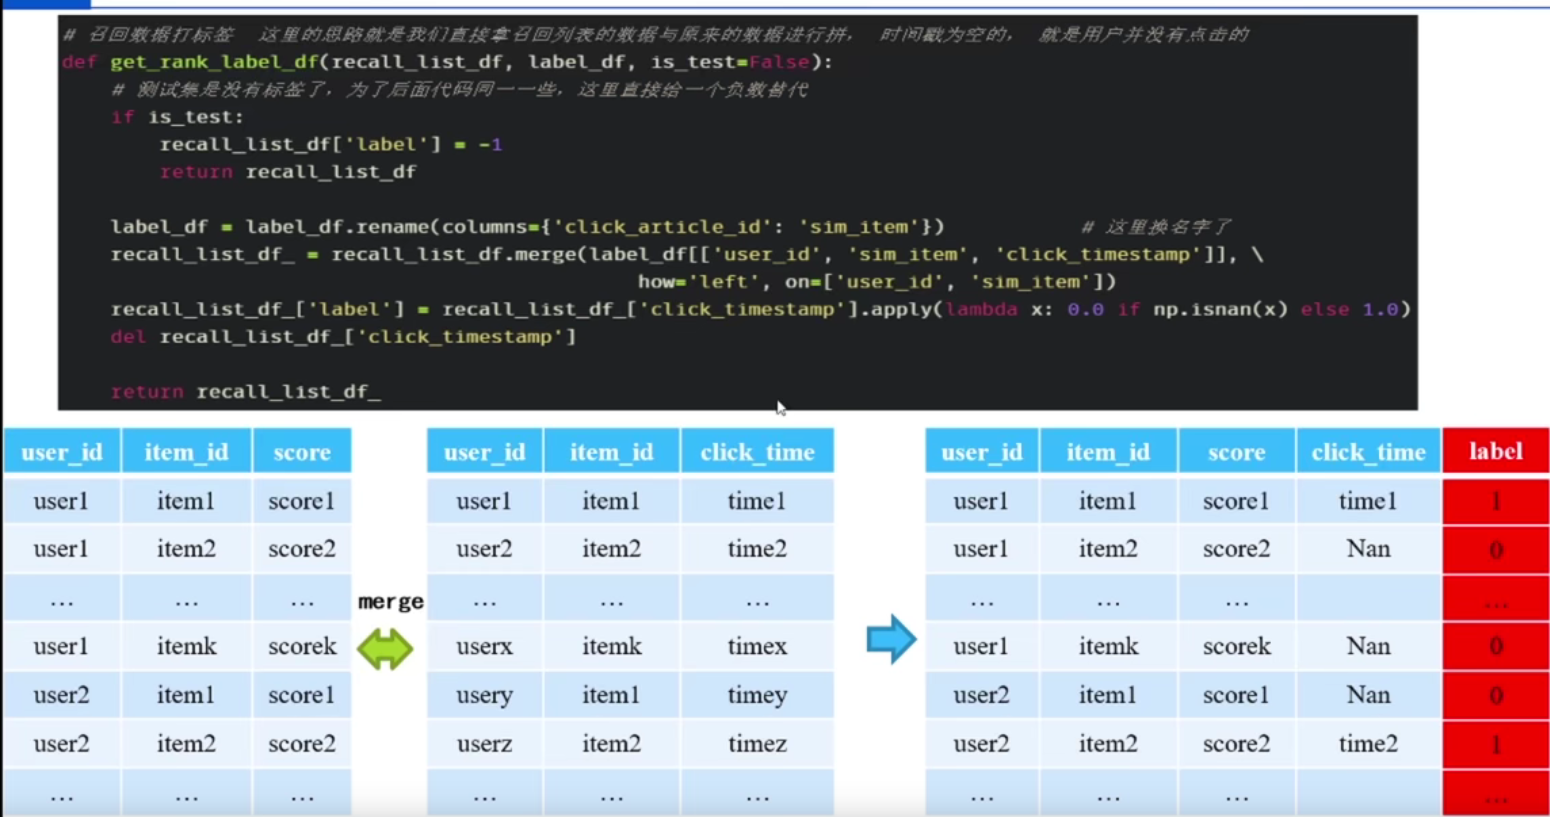 # 召回数据打标签 这里的思路就是我们直接拿召回列表的数据与原来的数据进行拼， 时间戳为空的， 就是用户并没有点击的
def get_rank_label_df(recall_list_df, label_df, is_test=False):
# 测试集是没有标签了，为了后面代码同一一些，这里直接给一个负数替代
if is_test:
recall_list_df['label'] = -1
return recall_list_df
label_df = label_df.rename(columns={'click_article_id': 'sim_item'}) # 这里换名字了
recall_list_df_ = recall_list_df.merge(label_df[['user_id', 'sim_item', 'click_timestamp']], \
how='left', on=['user_id', 'sim_item'])
recall_list_df_['label'] = recall_list_df_['click_timestamp'].apply(lambda x: 0.0 if np.isnan(x) else 1.0)
del recall_list_df_['click_timestamp']
return recall_list_df_
user_id item_id score
user1 item1 score1
user1 item2 score2
... ... ...
user1 itemk scorek
user2 item1 score1
user2 item2 score2
... ... ...
merge
user_id item_id click_time
user1 item1 time1
user2 item2 time2
... ... ...
userx itemk timex
usery item1 timey
userz item2 timez
... ... ...
user_id item_id score click_time label
user1 item1 score1 time1 1
user1 item2 score2 Nan 0
... ... ... ...
user1 itemk scorek Nan 0
user2 item1 score1 Nan 0
user2 item2 score2 time2 1
... ... ... ...